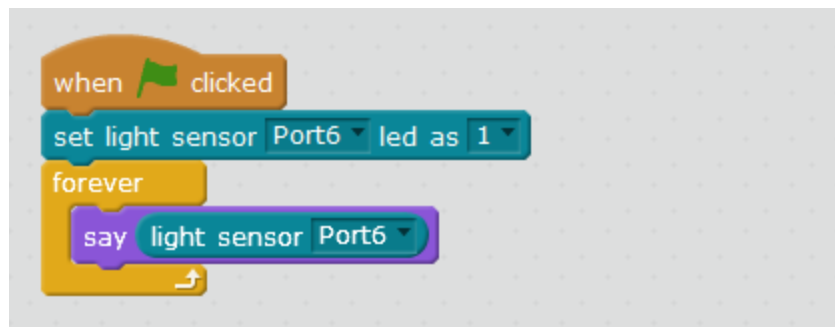 when clicked
set light sensor Port6 led as 1
forever
say light sensor Port6